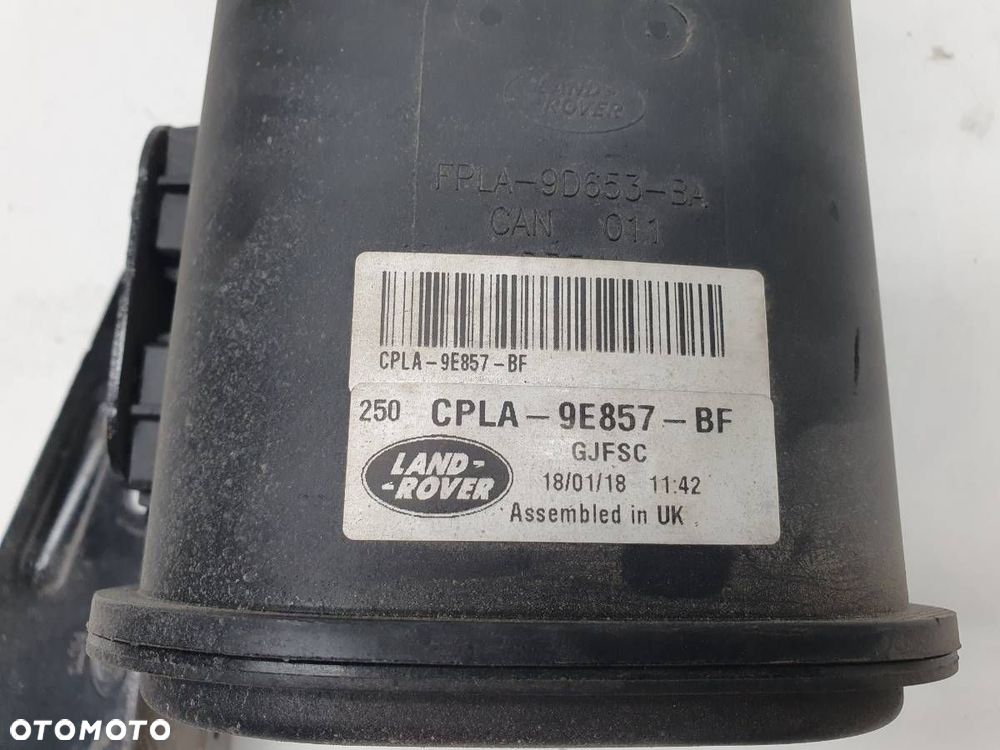 LAND-
-ROVER
FPLA-9D653-BA
CAN 011
CPLA-9E857-BF
250 CPLA-9E857-BF
GJFSC
LAND-
-ROVER
18/01/18 11:42
Assembled in UK
OTOMOTO
OTOMOTO